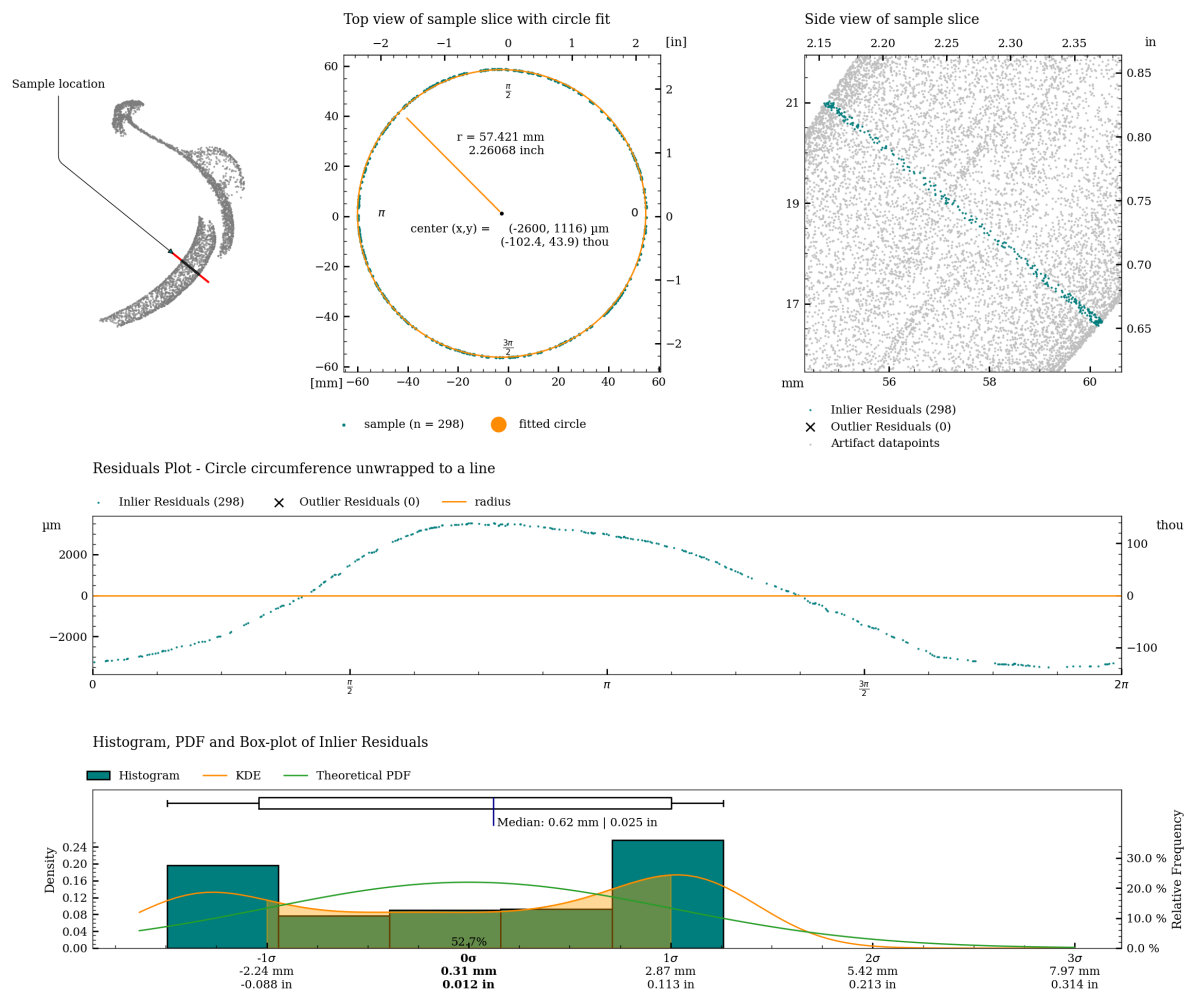 Top view of sample slice with circle fit
Side view of sample slice
Sample location
−2 −1 0 1 2 [in]
60
40
20
0
−20
−40
−60
2
1
0
−1
−2
π/2
r = 57.421 mm
2.26068 inch
π
0
center (x,y) = (-2600, 1116) µm
(-102.4, 43.9) thou
3π/2
[mm] −60 −40 −20 0 20 40 60
sample (n = 298) fitted circle
2.15 2.20 2.25 2.30 2.35 in
21
19
17
0.85
0.80
0.75
0.70
0.65
mm 56 58 60
Inlier Residuals (298)
Outlier Residuals (0)
Artifact datapoints
Residuals Plot - Circle circumference unwrapped to a line
Inlier Residuals (298) Outlier Residuals (0) radius
µm thou
2000 100
0 0
−2000 −100
0 π/2 π 3π/2 2π
Histogram, PDF and Box-plot of Inlier Residuals
Histogram KDE Theoretical PDF
Median: 0.62 mm | 0.025 in
Density
0.24
0.20
0.16
0.12
0.08
0.04
0.00
Relative Frequency
30.0 %
20.0 %
10.0 %
0.0 %
52.7%
-1σ 0σ 1σ 2σ 3σ
-2.24 mm 0.31 mm 2.87 mm 5.42 mm 7.97 mm
-0.088 in 0.012 in 0.113 in 0.213 in 0.314 in